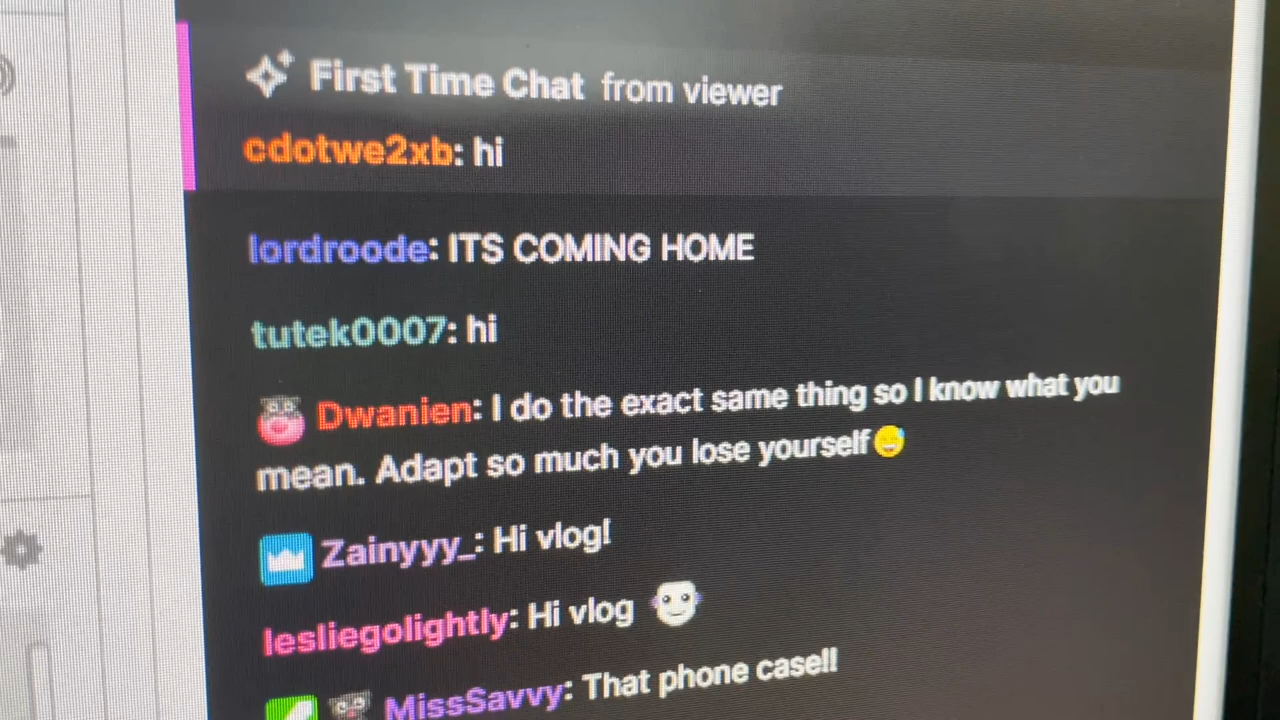 First Time Chat from viewer
cdotwe2xb: hi
lordroode: ITS COMING HOME
tutek0007: hi
Dwanien: I do the exact same thing so I know what you
mean. Adapt so much you lose yourself😅
Zainyyy_: Hi vlog!
lesliegolightly: Hi vlog
MissSavvy: That phone case!!